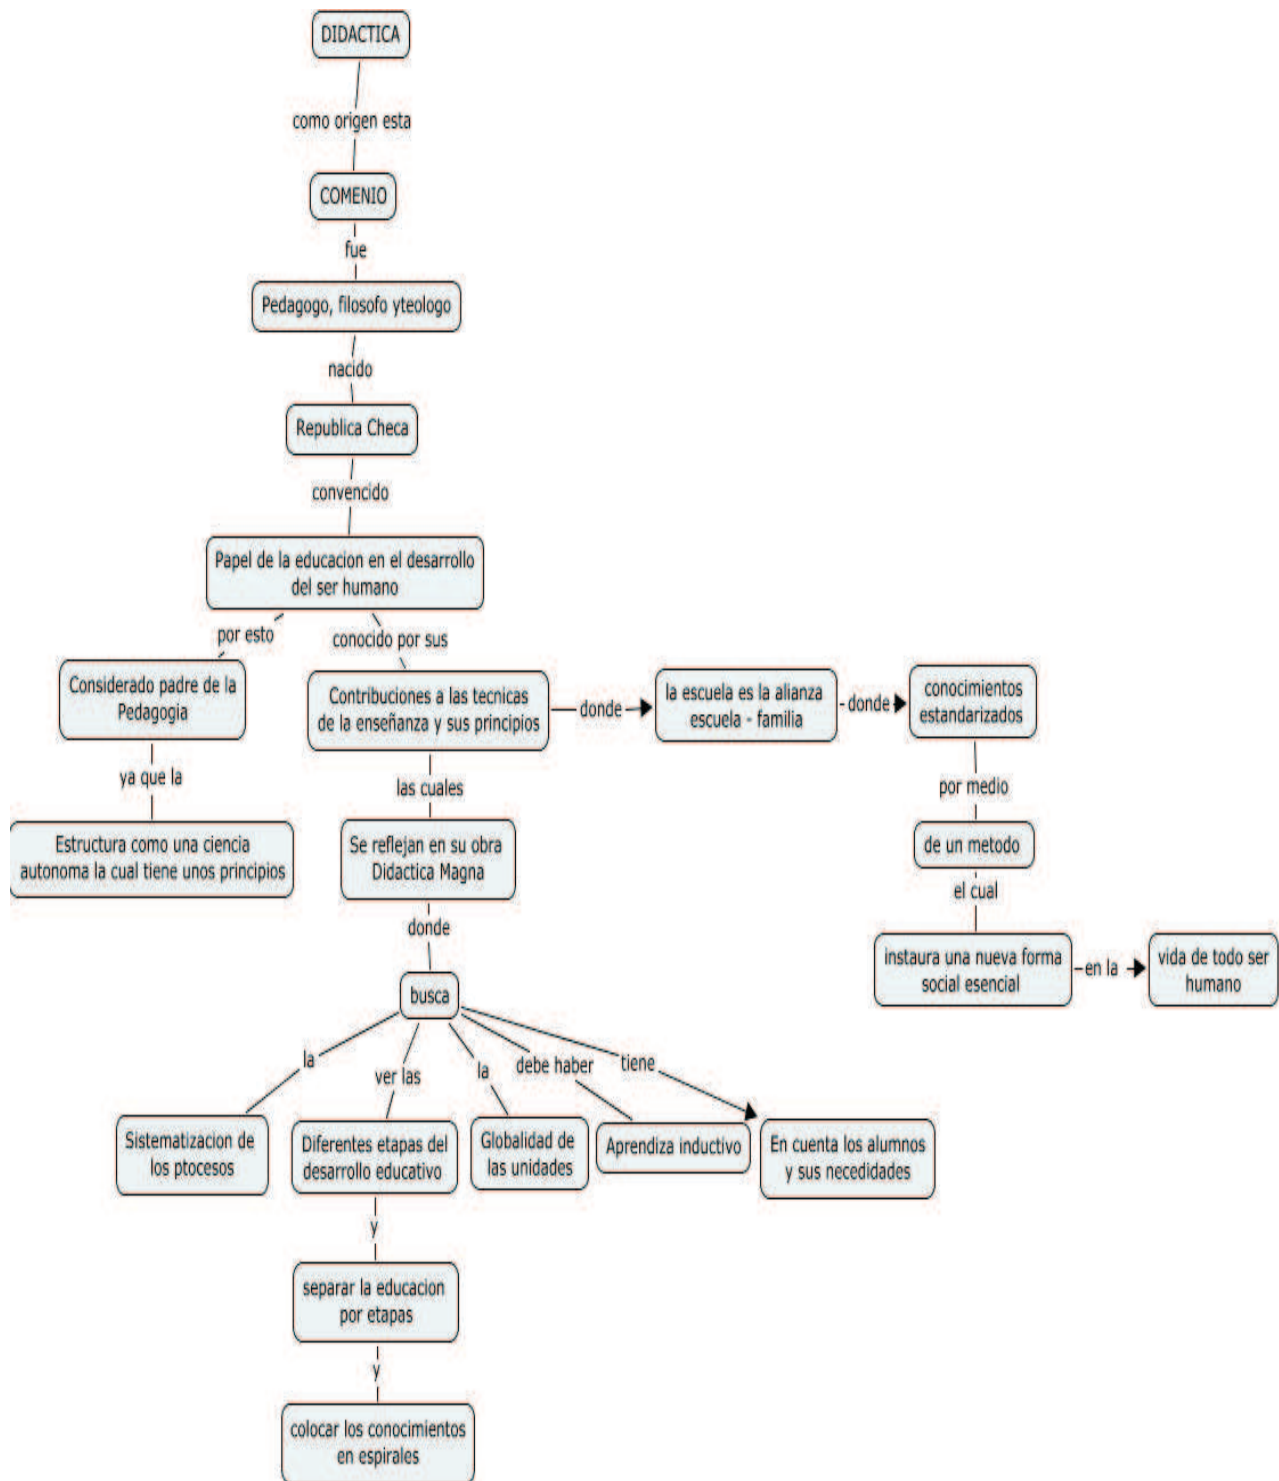 DIDACTICA
como origen esta
COMENIO
fue
Pedagogo, filosofo yteologo
nacido
Republica Checa
convencido
Papel de la educacion en el desarrollo
del ser humano
por esto
conocido por sus
Considerado padre de la
Pedagogia
Contribuciones a las tecnicas
de la enseñanza y sus principios
donde
la escuela es la alianza
escuela - familia
donde
conocimientos
estandarizados
ya que la
las cuales
por medio
Estructura como una ciencia
autonoma la cual tiene unos principios
Se reflejan en su obra
Didactica Magna
de un metodo
donde
el cual
busca
instaura una nueva forma
social esencial
en la
vida de todo ser
humano
la
ver las
la
debe haber
tiene
Sistematizacion de
los ptocesos
Diferentes etapas del
desarrollo educativo
Globalidad de
las unidades
Aprendiza inductivo
En cuenta los alumnos
y sus necedidades
y
separar la educacion
por etapas
y
colocar los conocimientos
en espirales